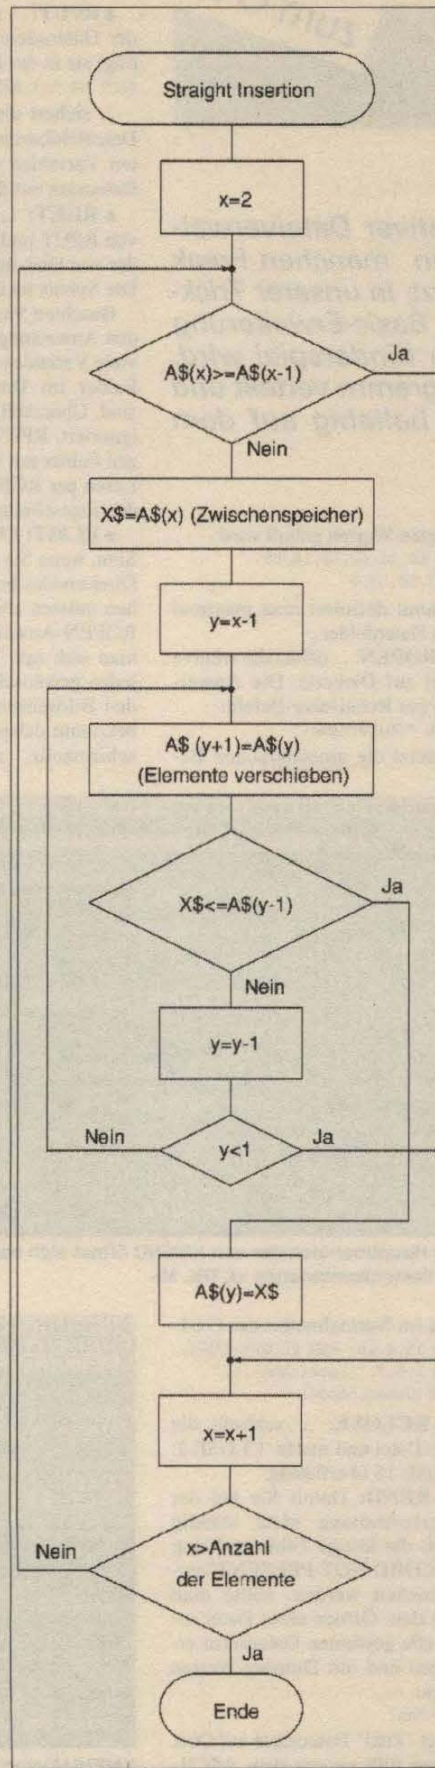 Straight Insertion
x=2
A$(x)>=A$(x-1)
Ja
Nein
X$=A$(x) (Zwischenspeicher)
y=x-1
A$ (y+1)=A$(y)
(Elemente verschieben)
X$<=A$(y-1)
Ja
Nein
y=y-1
Nein
y<1
Ja
A$(y)=X$
x=x+1
Nein
x>Anzahl
der Elemente
Ja
Ende